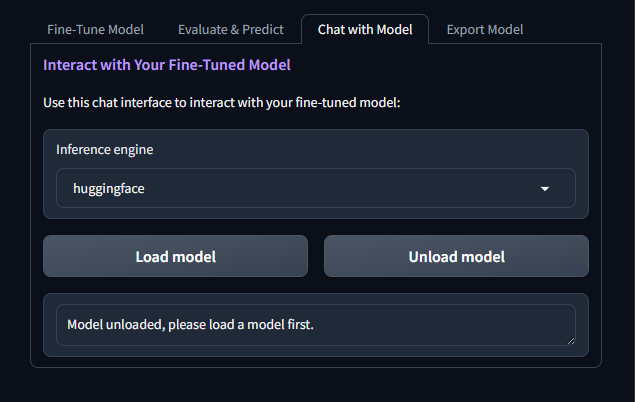 Fine-Tune Model
Evaluate & Predict
Chat with Model
Export Model
Interact with Your Fine-Tuned Model
Use this chat interface to interact with your fine-tuned model:
Inference engine
huggingface
Load model
Unload model
Model unloaded, please load a model first.